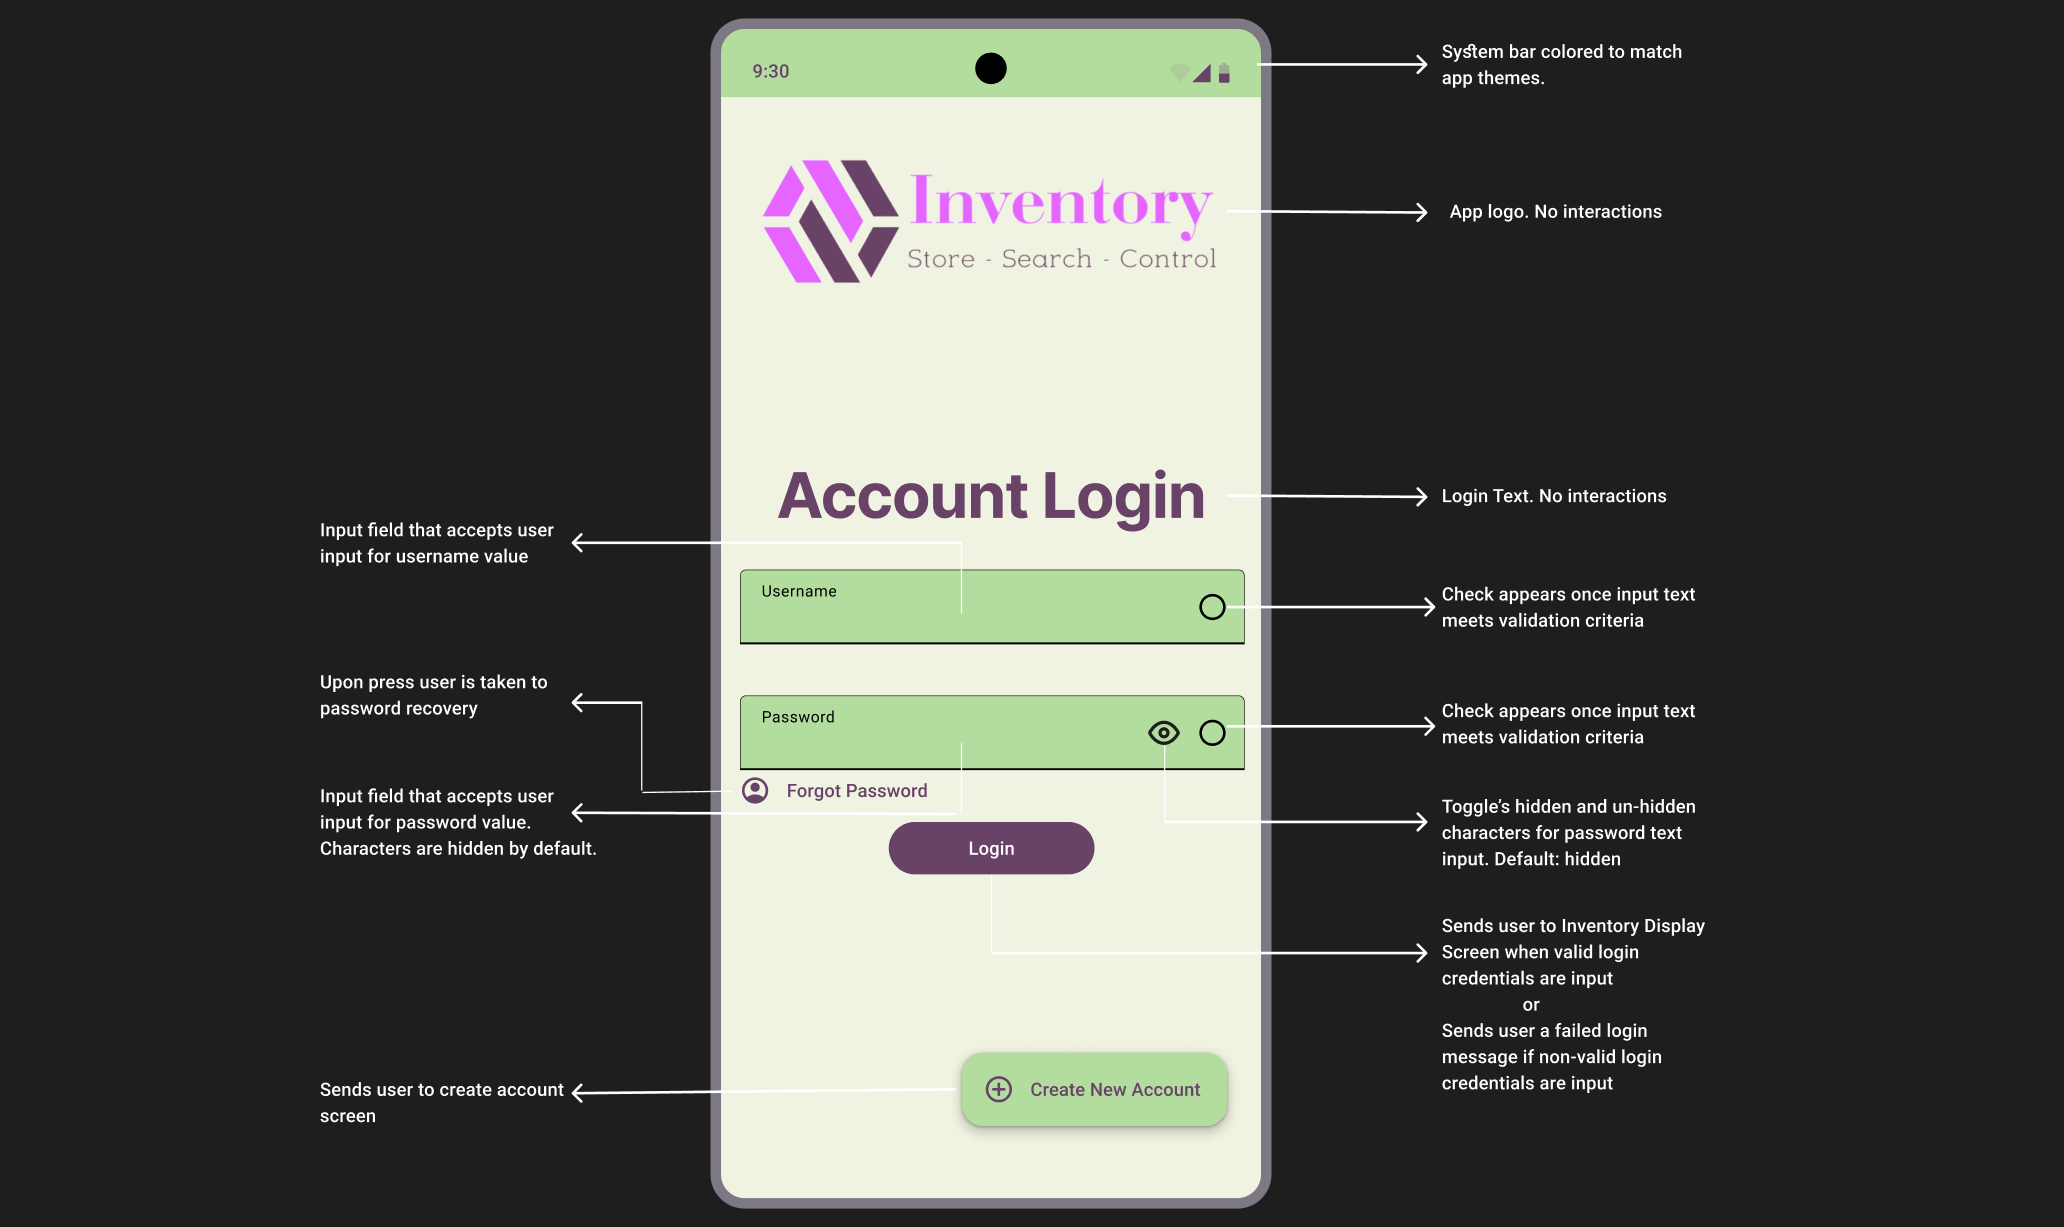 9:30
System bar colored to match
app themes.
Inventory
Store - Search - Control
App logo. No interactions
Account Login
Login Text. No interactions
Input field that accepts user
input for username value
Username
Check appears once input text
meets validation criteria
Upon press user is taken to
password recovery
Password
Check appears once input text
meets validation criteria
Forgot Password
Input field that accepts user
input for password value.
Characters are hidden by default.
Toggle’s hidden and un-hidden
characters for password text
input. Default: hidden
Login
Sends user to Inventory Display
Screen when valid login
credentials are input
or
Sends user a failed login
message if non-valid login
credentials are input
Create New Account
Sends user to create account
screen